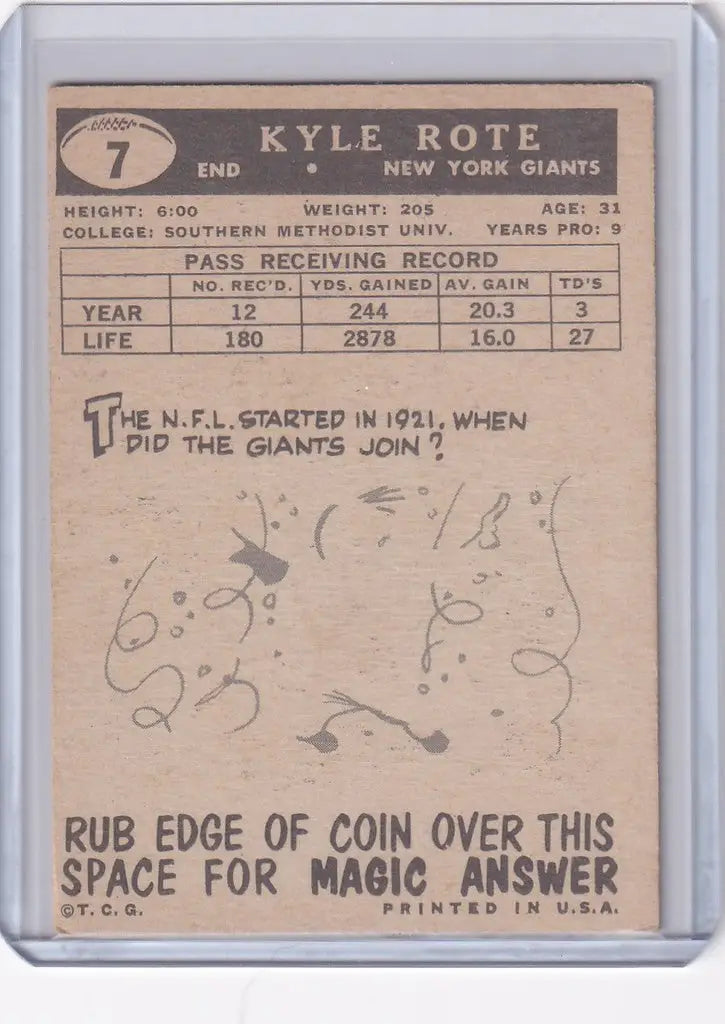 7
KYLE ROTE
END • NEW YORK GIANTS
HEIGHT: 6:00 WEIGHT: 205 AGE: 31
COLLEGE: SOUTHERN METHODIST UNIV. YEARS PRO: 9
PASS RECEIVING RECORD
NO. REC'D. YDS. GAINED AV. GAIN TD'S
YEAR 12 244 20.3 3
LIFE 180 2878 16.0 27
THE N.F.L. STARTED IN 1921. WHEN
DID THE GIANTS JOIN?
RUB EDGE OF COIN OVER THIS
SPACE FOR MAGIC ANSWER
©T.C.G. PRINTED IN U.S.A.